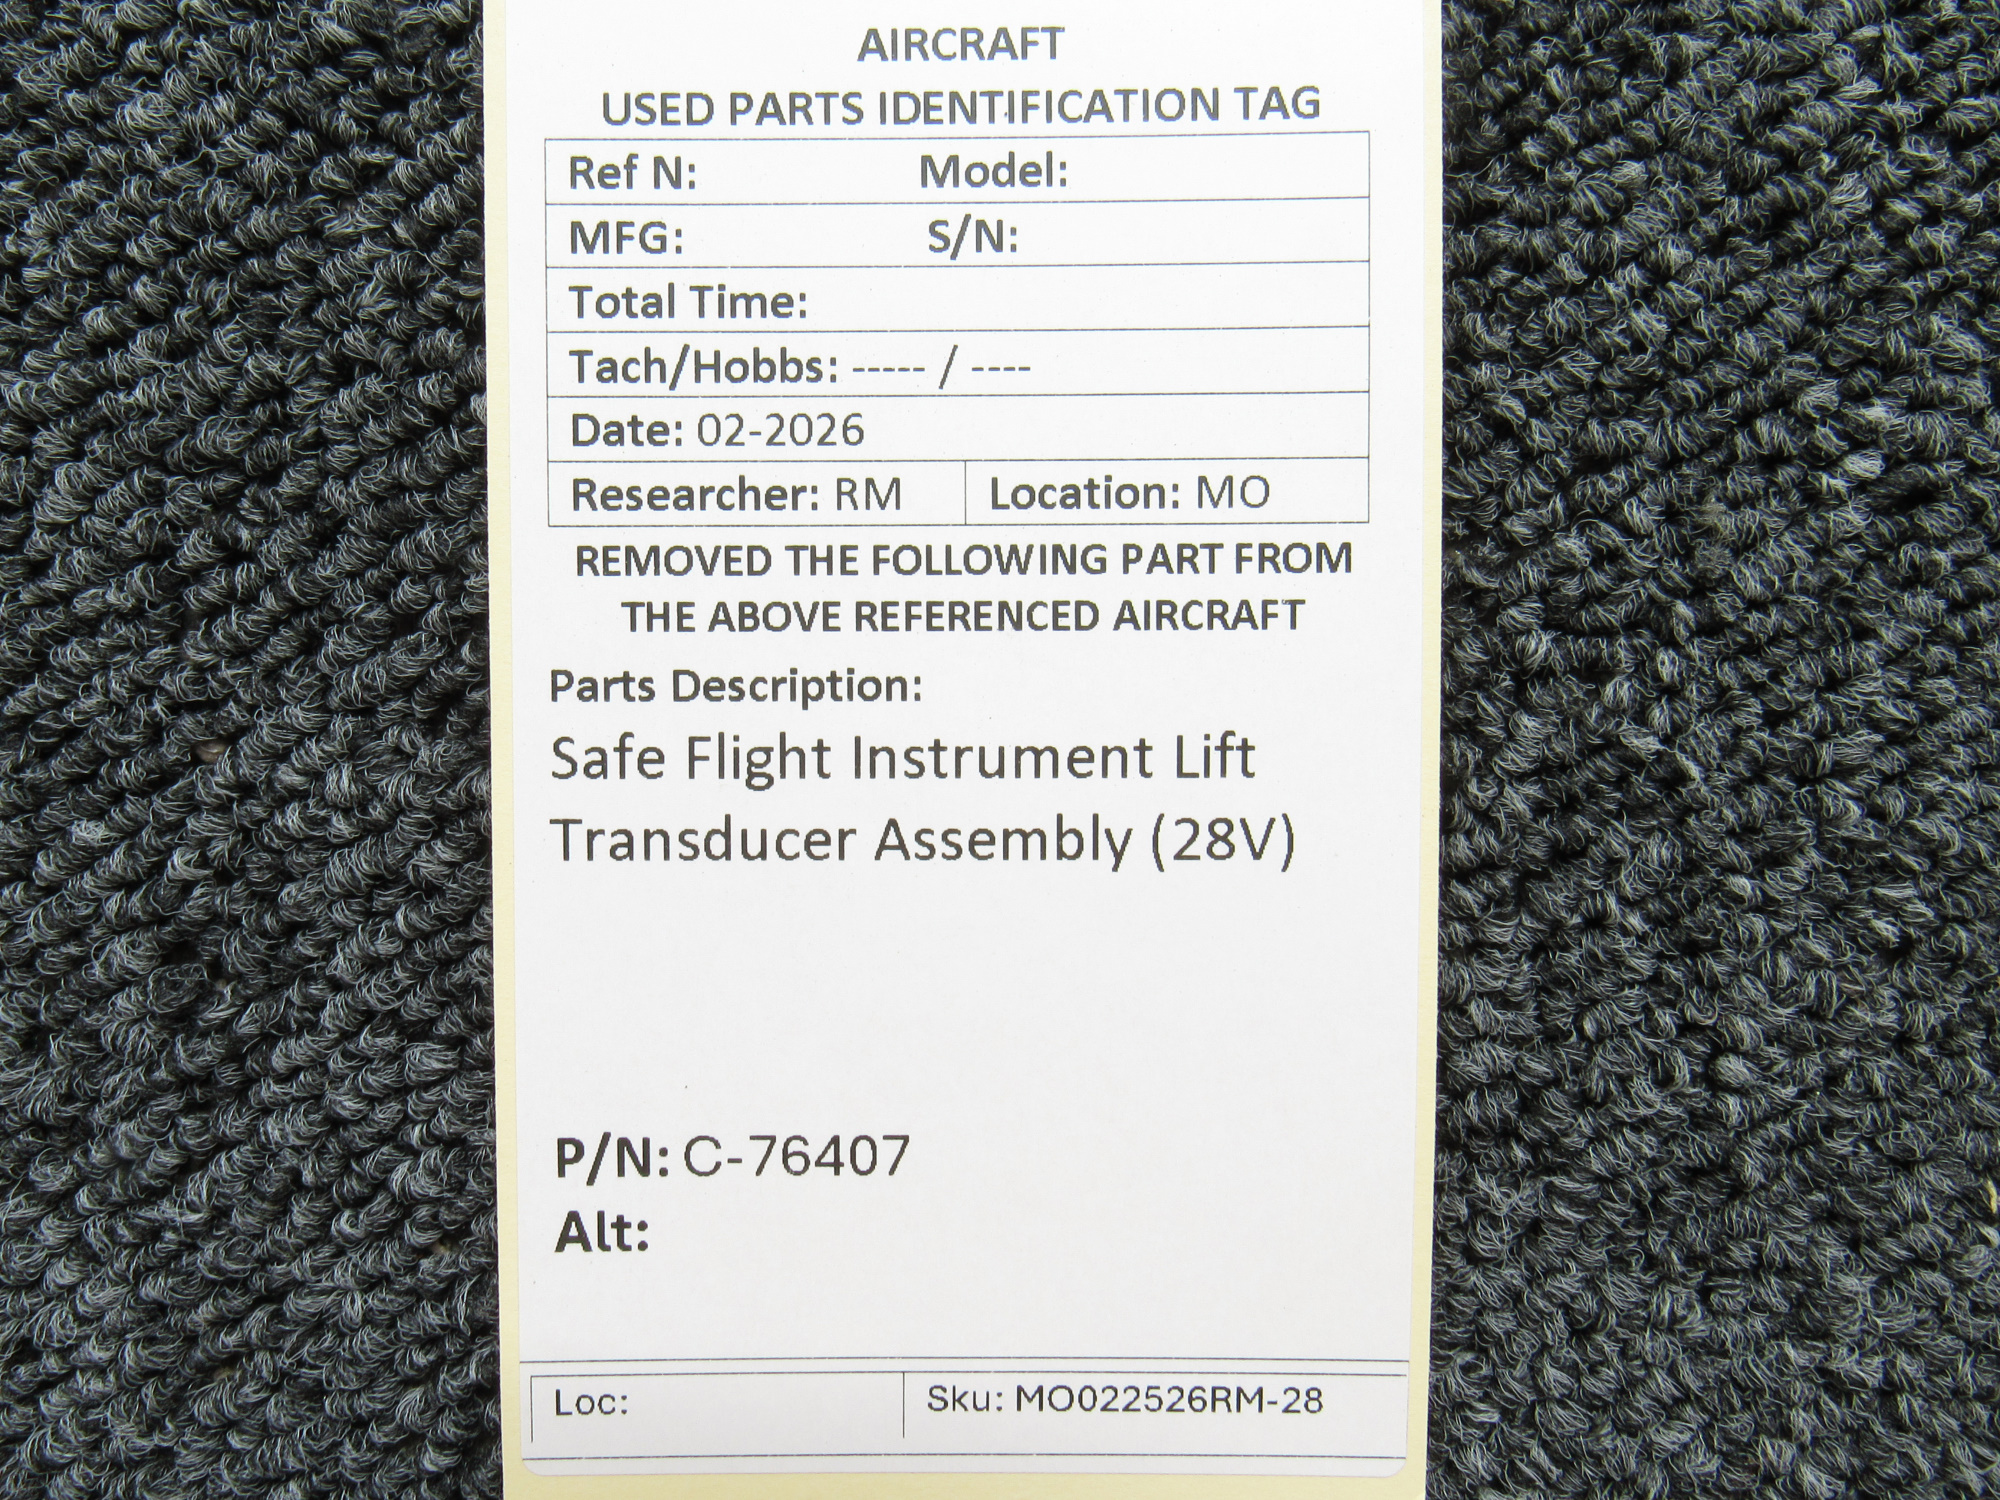 AIRCRAFT
USED PARTS IDENTIFICATION TAG
Ref N: Model:
MFG: S/N:
Total Time:
Tach/Hobbs: ----- / ----
Date: 02-2026
Researcher: RM Location: MO
REMOVED THE FOLLOWING PART FROM
THE ABOVE REFERENCED AIRCRAFT
Parts Description:
Safe Flight Instrument Lift
Transducer Assembly (28V)
P/N: C-76407
Alt:
Loc: Sku: MO022526RM-28